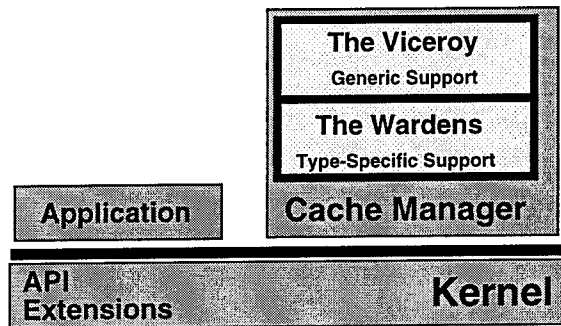 The Viceroy
Generic Support
The Wardens
Type-Specific Support
Application
Cache Manager
API
Extensions
Kernel